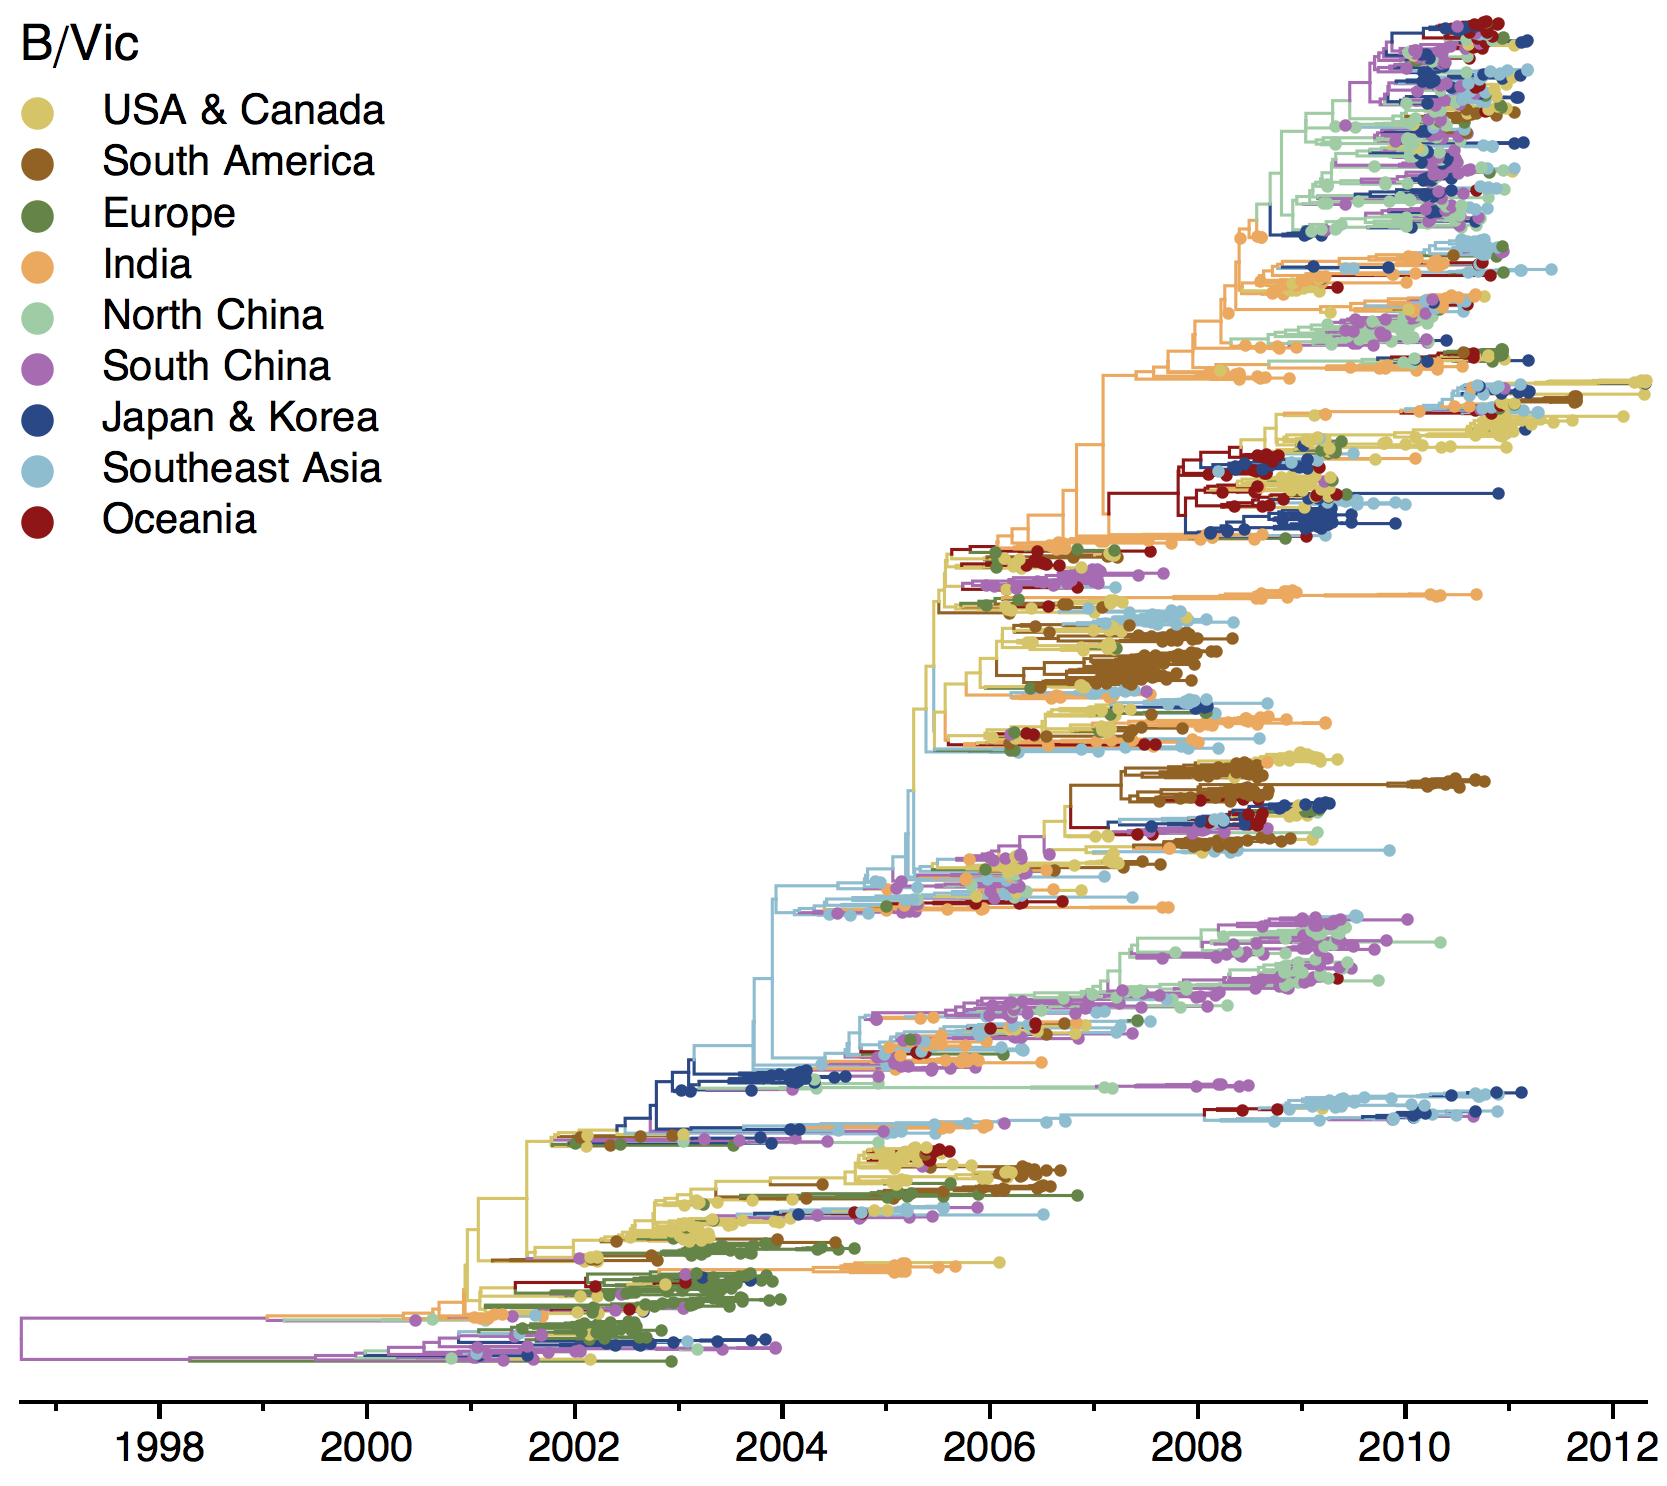 B/Vic
USA & Canada
South America
Europe
India
North China
South China
Japan & Korea
Southeast Asia
Oceania
1998 2000 2002 2004 2006 2008 2010 2012